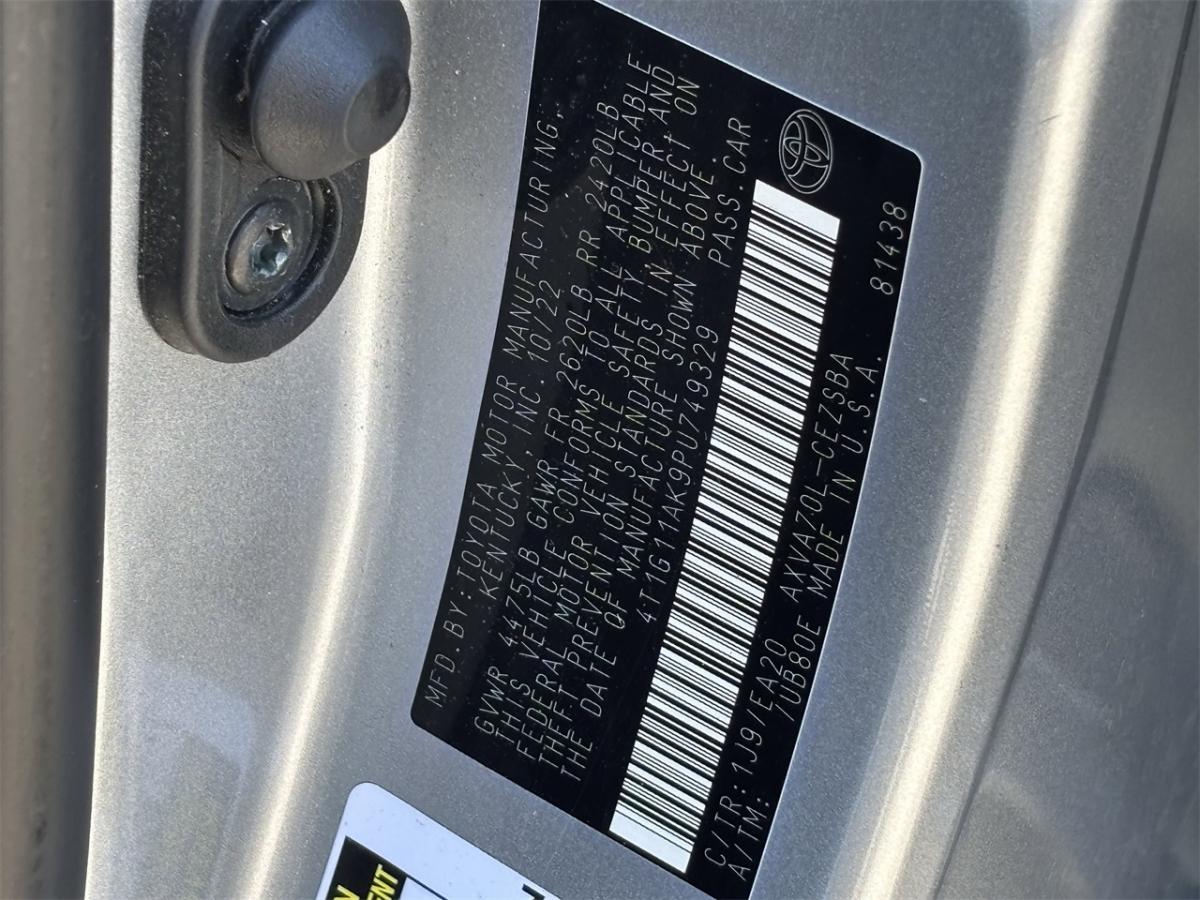 MFD.BY:TOYOTA MOTOR MANUFACTURING,
KENTUCKY,INC. 10/22
GVWR 4475LB GAWR FR 2620LB RR 2420LB
THIS VEHICLE CONFORMS TO ALL APPLICABLE
FEDERAL MOTOR VEHICLE SAFETY,BUMPER,AND
THEFT PREVENTION STANDARDS IN EFFECT ON
THE DATE OF MANUFACTURE SHOWN ABOVE.
4T1G11AK9PU749329 PASS.CAR
C/TR:1J9/EA20
A/TM: 7UB80E AXVA70L-CEZSBA
MADE IN U.S.A. 81438